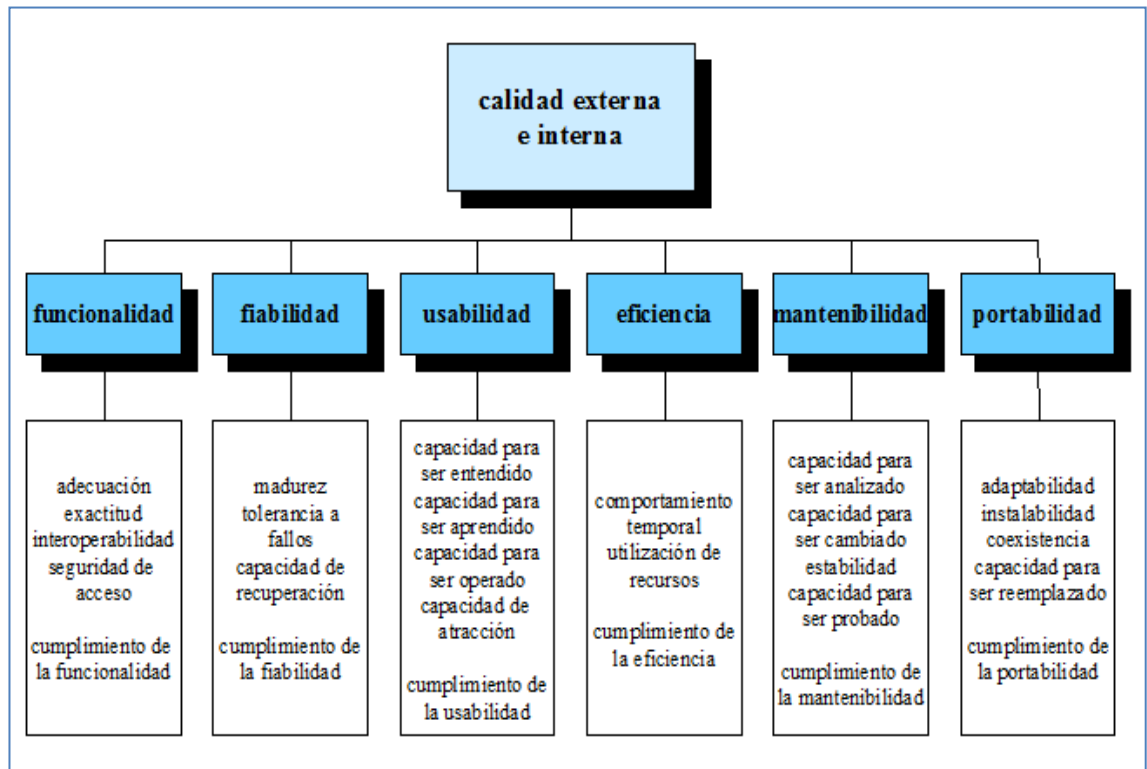 calidad externa
e interna
funcionalidad
fiabilidad
usabilidad
eficiencia
mantenibilidad
portabilidad
adecuación
exactitud
interoperabilidad
seguridad de
acceso
cumplimiento de
la funcionalidad
madurez
tolerancia a
fallos
capacidad de
recuperación
cumplimiento de
la fiabilidad
capacidad para
ser entendido
capacidad para
ser aprendido
capacidad para
ser operado
capacidad de
atracción
cumplimiento de
la usabilidad
comportamiento
temporal
utilización de
recursos
cumplimiento de
la eficiencia
capacidad para
ser analizado
capacidad para
ser cambiado
estabilidad
capacidad para
ser probado
cumplimiento de
la mantenibilidad
adaptabilidad
instalabilidad
coexistencia
capacidad para
ser reemplazado
cumplimiento de
la portabilidad